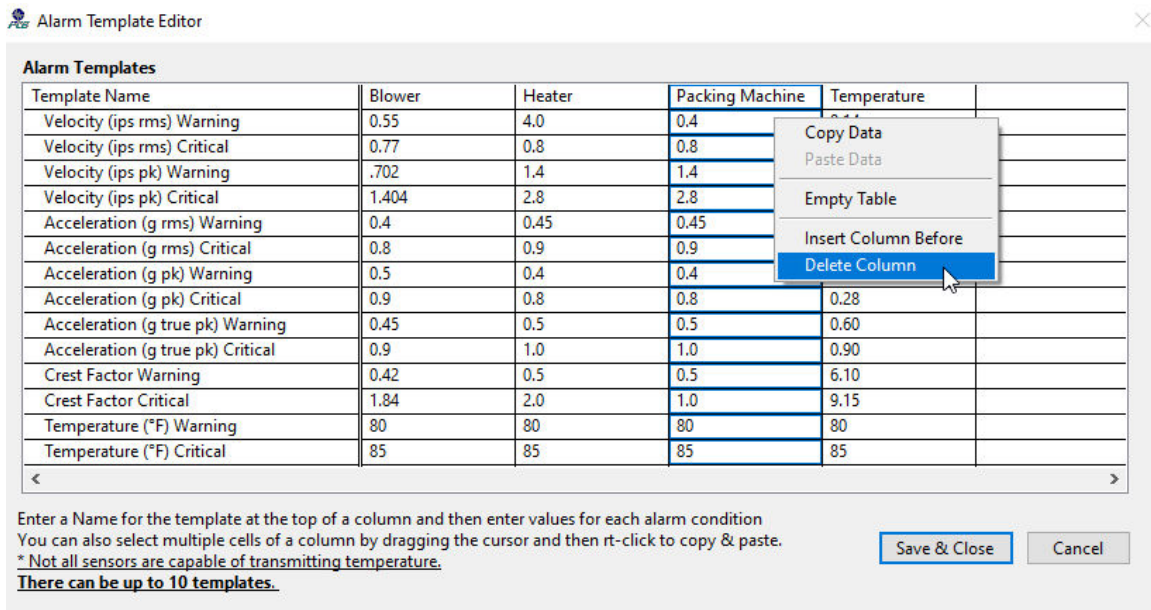 PCB Alarm Template Editor
Alarm Templates
Template Name Blower Heater Packing Machine Temperature
Velocity (ips rms) Warning 0.55 4.0 0.4
Velocity (ips rms) Critical 0.77 0.8 0.8
Velocity (ips pk) Warning .702 1.4 1.4
Velocity (ips pk) Critical 1.404 2.8 2.8
Acceleration (g rms) Warning 0.4 0.45 0.45
Acceleration (g rms) Critical 0.8 0.9 0.9
Acceleration (g pk) Warning 0.5 0.4 0.4
Acceleration (g pk) Critical 0.9 0.8 0.8 0.28
Acceleration (g true pk) Warning 0.45 0.5 0.5 0.60
Acceleration (g true pk) Critical 0.9 1.0 1.0 0.90
Crest Factor Warning 0.42 0.5 0.5 6.10
Crest Factor Critical 1.84 2.0 1.0 9.15
Temperature (°F) Warning 80 80 80 80
Temperature (°F) Critical 85 85 85 85
Copy Data
Paste Data
Empty Table
Insert Column Before
Delete Column
Enter a Name for the template at the top of a column and then enter values for each alarm condition
You can also select multiple cells of a column by dragging the cursor and then rt-click to copy & paste.
* Not all sensors are capable of transmitting temperature.
There can be up to 10 templates.
Save & Close Cancel